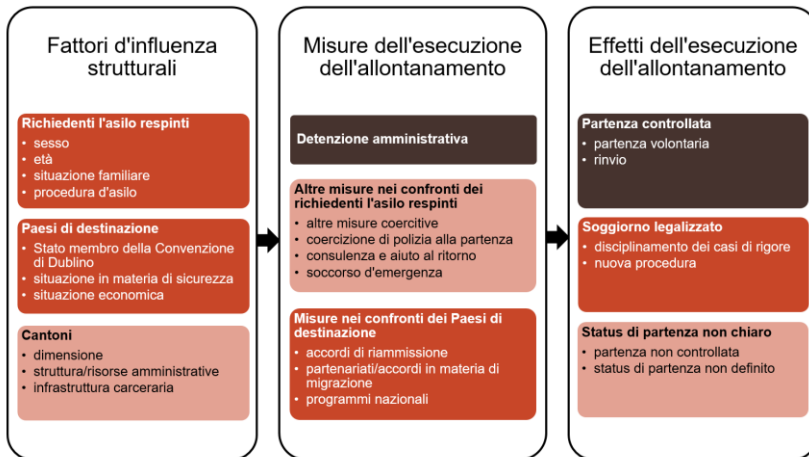 Fattori d'influenza
strutturali
Richiedenti l'asilo respinti
• sesso
• età
• situazione familiare
• procedura d'asilo
Paesi di destinazione
• Stato membro della Convenzione
di Dublino
• situazione in materia di sicurezza
• situazione economica
Cantoni
• dimensione
• struttura/risorse amministrative
• infrastruttura carceraria
Misure dell'esecuzione
dell'allontanamento
Detenzione amministrativa
Altre misure nei confronti dei
richiedenti l'asilo respinti
• altre misure coercitive
• coercizione di polizia alla partenza
• consulenza e aiuto al ritorno
• soccorso d'emergenza
Misure nei confronti dei Paesi di
destinazione
• accordi di riammissione
• partenariati/accordi in materia di
migrazione
• programmi nazionali
Effetti dell'esecuzione
dell'allontanamento
Partenza controllata
• partenza volontaria
• rinvio
Soggiorno legalizzato
• disciplinamento dei casi di rigore
• nuova procedura
Status di partenza non chiaro
• partenza non controllata
• status di partenza non definito